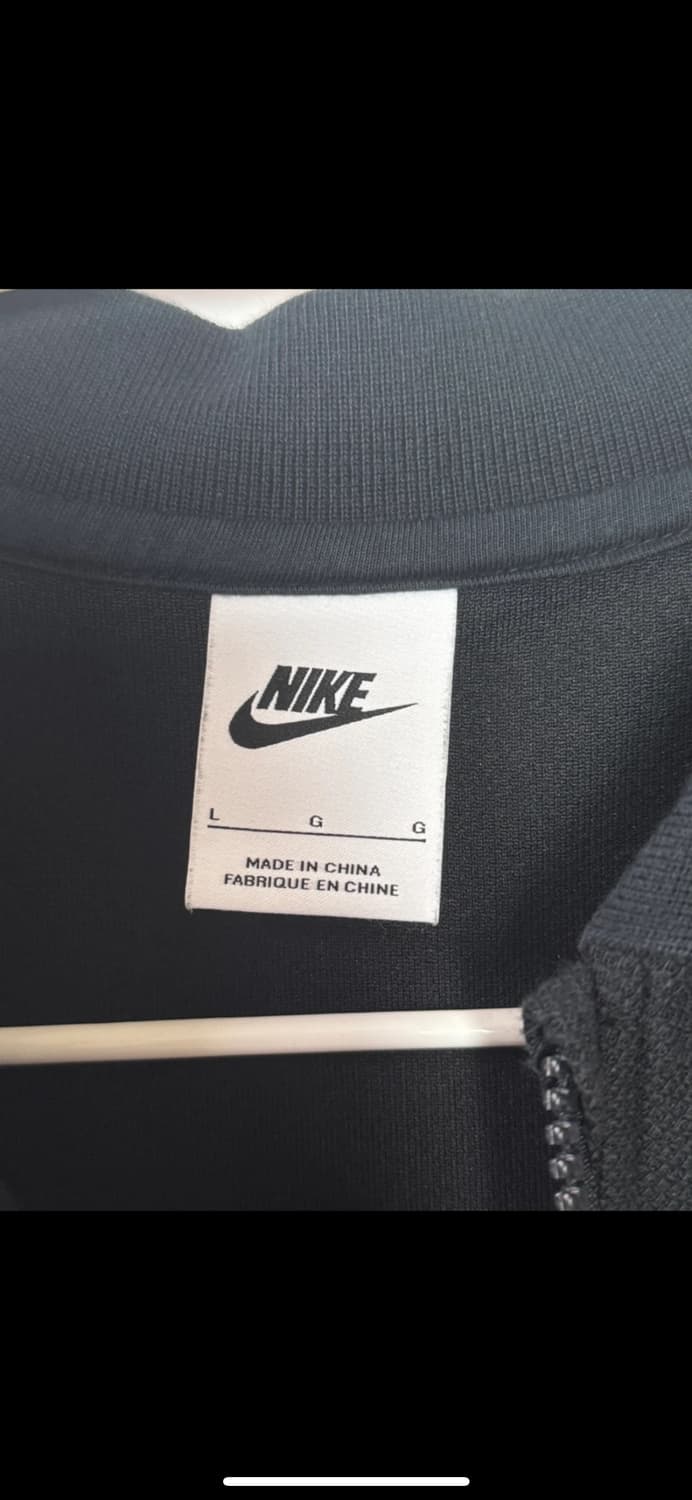 NIKE
L G G
MADE IN CHINA
FABRIQUE EN CHINE